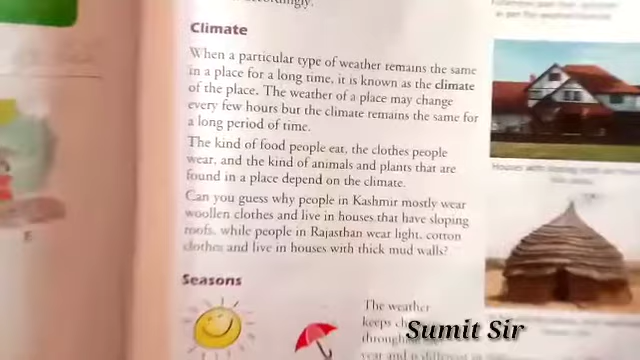 accordingly.
Climate
When a particular type of weather remains the same
in a place for a long time, it is known as the climate
of the place. The weather of a place may change
every few hours but the climate remains the same for
a long period of time.
The kind of food people eat, the clothes people
wear, and the kind of animals and plants that are
found in a place depend on the climate.
Can you guess why people in Kashmir mostly wear
woollen clothes and live in houses that have sloping
roofs, while people in Rajasthan wear light, cotton
clothes and live in houses with thick mud walls?
Houses with sloping
Seasons
The weather
keeps
through
year and is different in
Sumit Sir